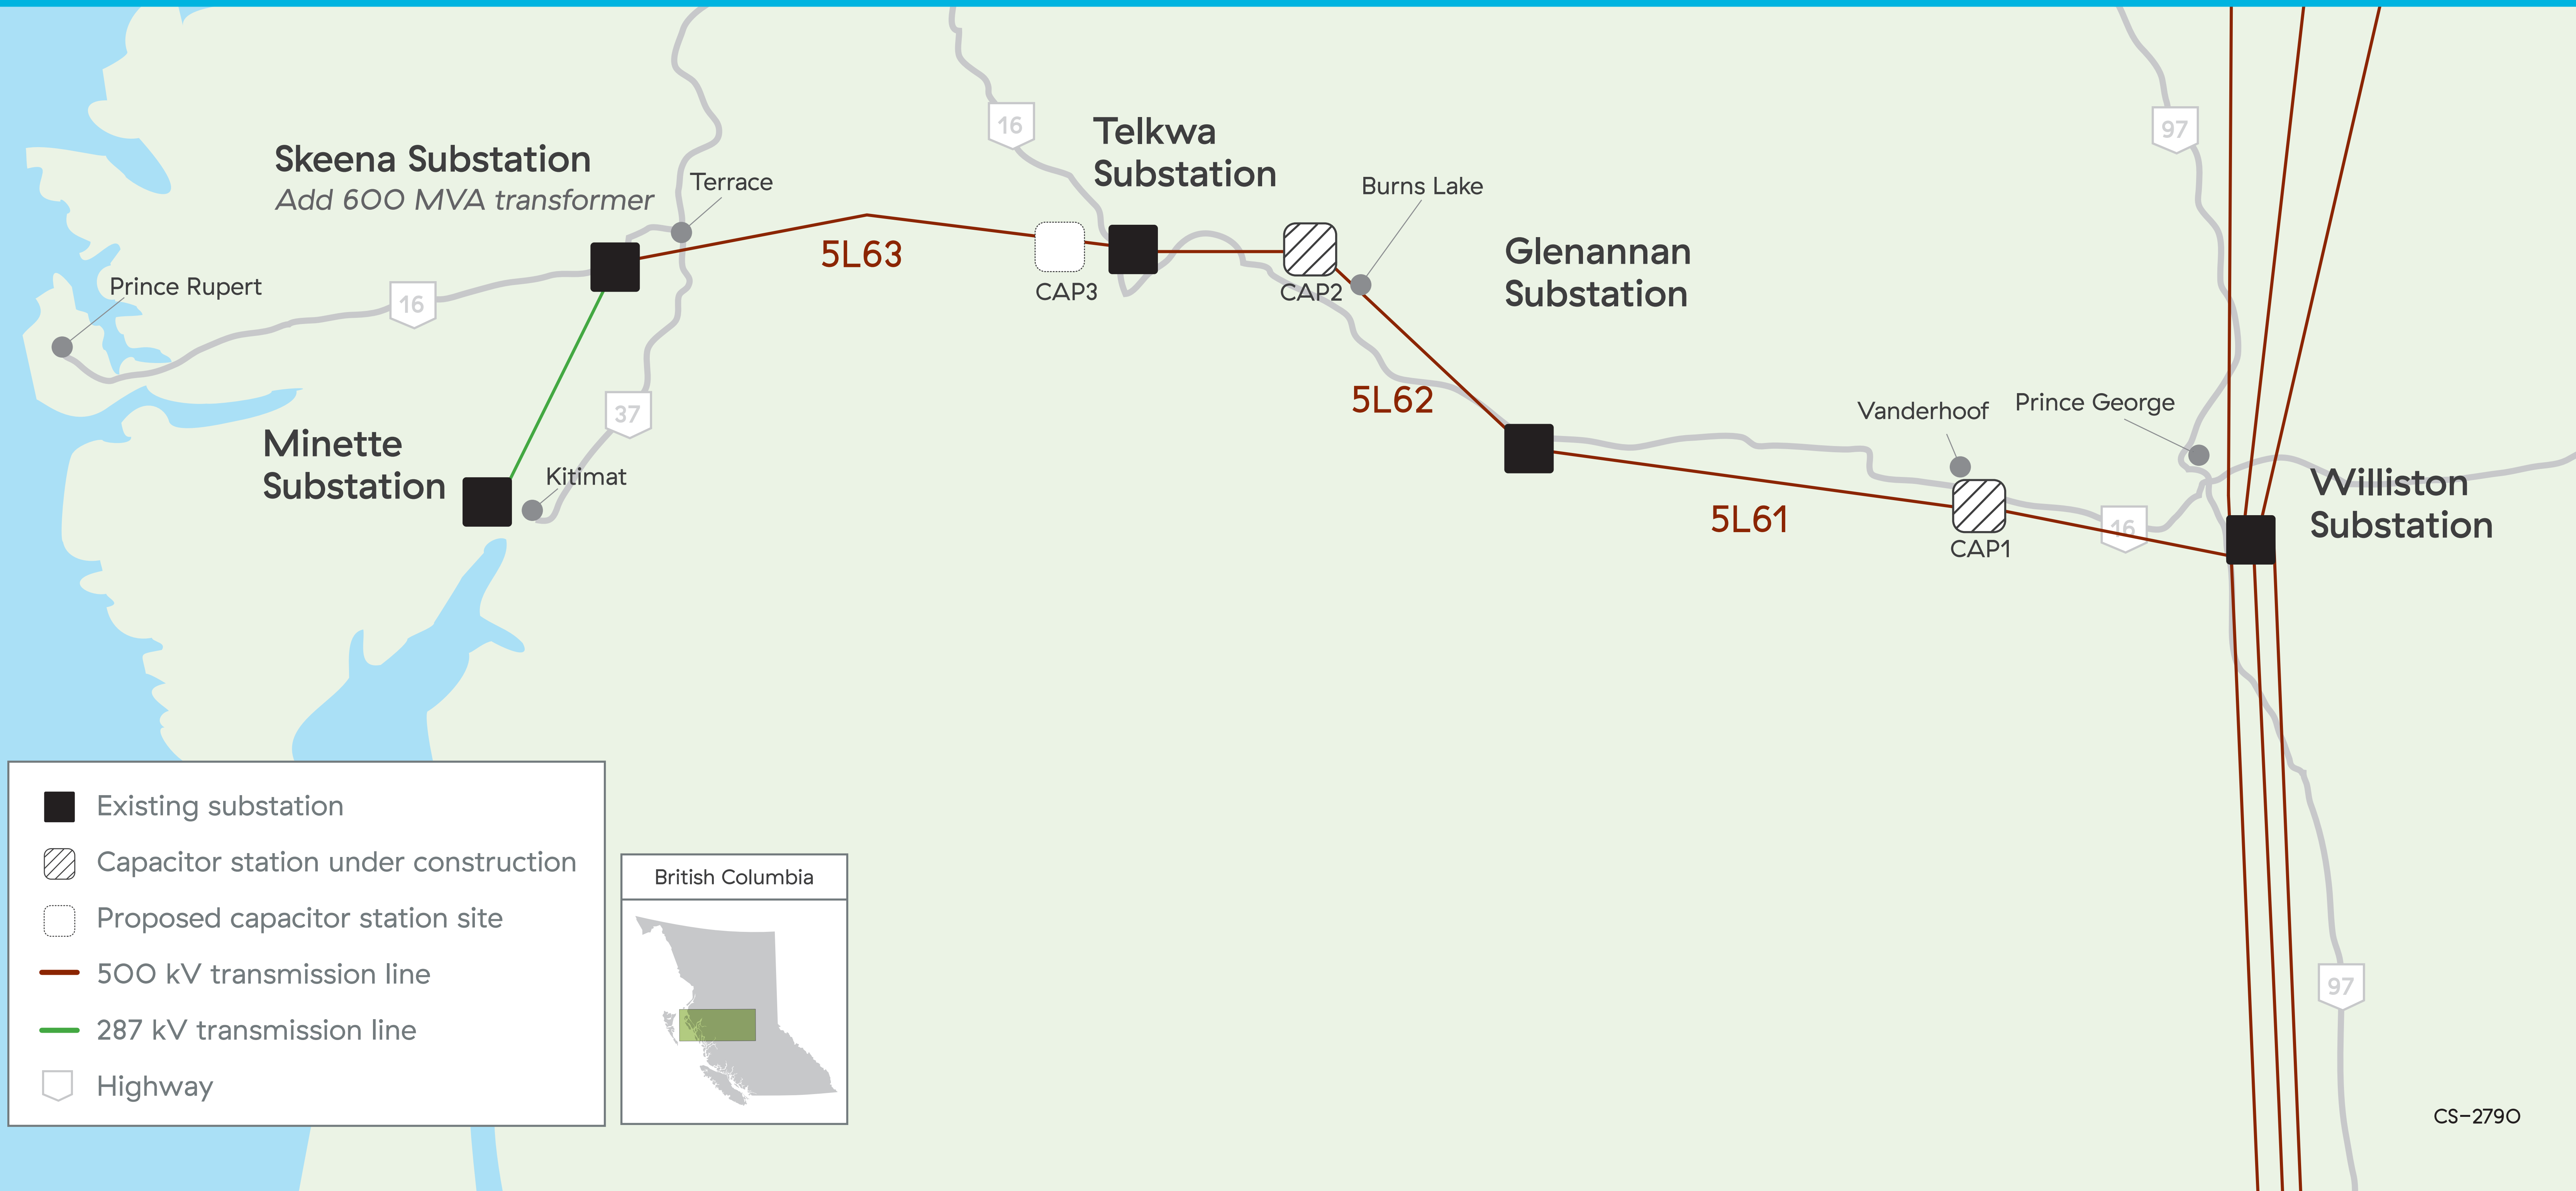 Skeena Substation
Add 600 MVA transformer
Terrace
Prince Rupert
16
16
Telkwa
Substation
Burns Lake
97
5L63
CAP3
CAP2
Glenannan
Substation
37
Minette
Substation
Kitimat
5L62
Vanderhoof
Prince George
5L61
CAP1
16
Williston
Substation
97
Existing substation
Capacitor station under construction
Proposed capacitor station site
500 kV transmission line
287 kV transmission line
Highway
British Columbia
CS-2790